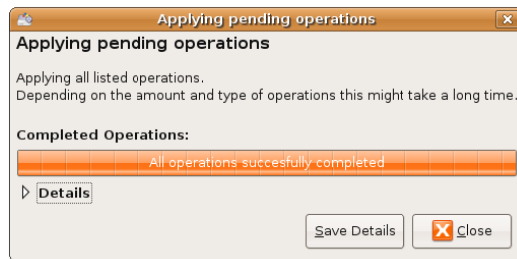 Applying pending operations
Applying pending operations
Applying all listed operations.
Depending on the amount and type of operations this might take a long time.
Completed Operations:
All operations succesfully completed
Details
Save Details
Close